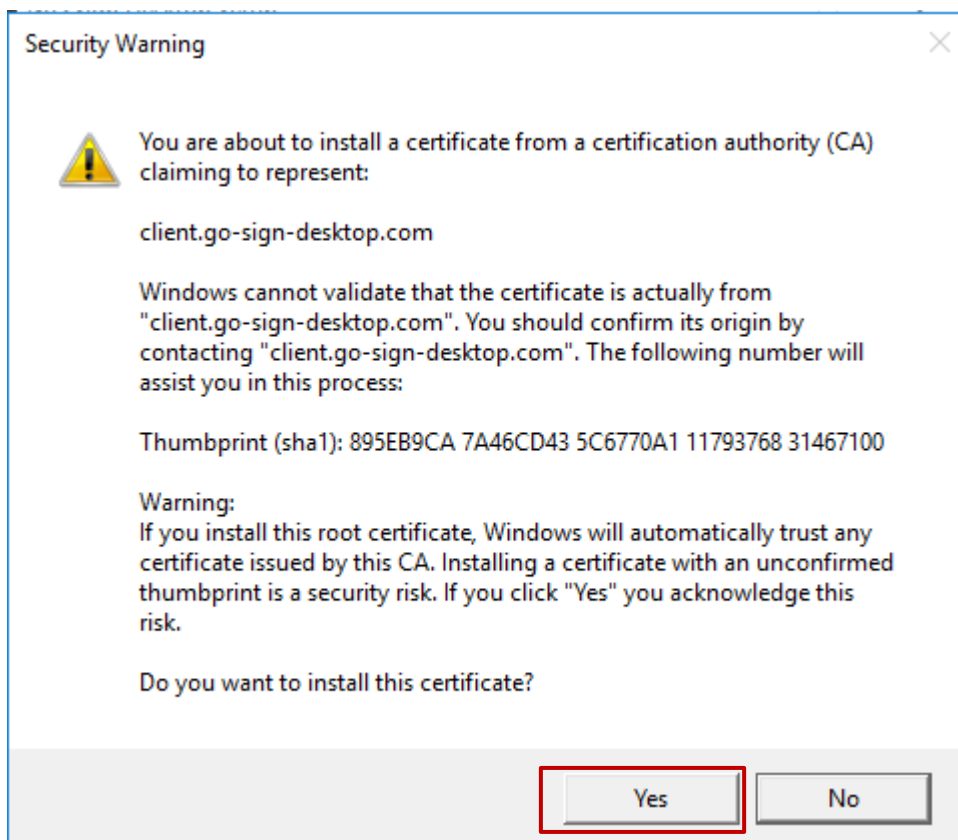 Security Warning
You are about to install a certificate from a certification authority (CA)
claiming to represent:
client.go-sign-desktop.com
Windows cannot validate that the certificate is actually from
"client.go-sign-desktop.com". You should confirm its origin by
contacting "client.go-sign-desktop.com". The following number will
assist you in this process:
Thumbprint (sha1): 895EB9CA 7A46CD43 5C6770A1 11793768 31467100
Warning:
If you install this root certificate, Windows will automatically trust any
certificate issued by this CA. Installing a certificate with an unconfirmed
thumbprint is a security risk. If you click "Yes" you acknowledge this
risk.
Do you want to install this certificate?
Yes No